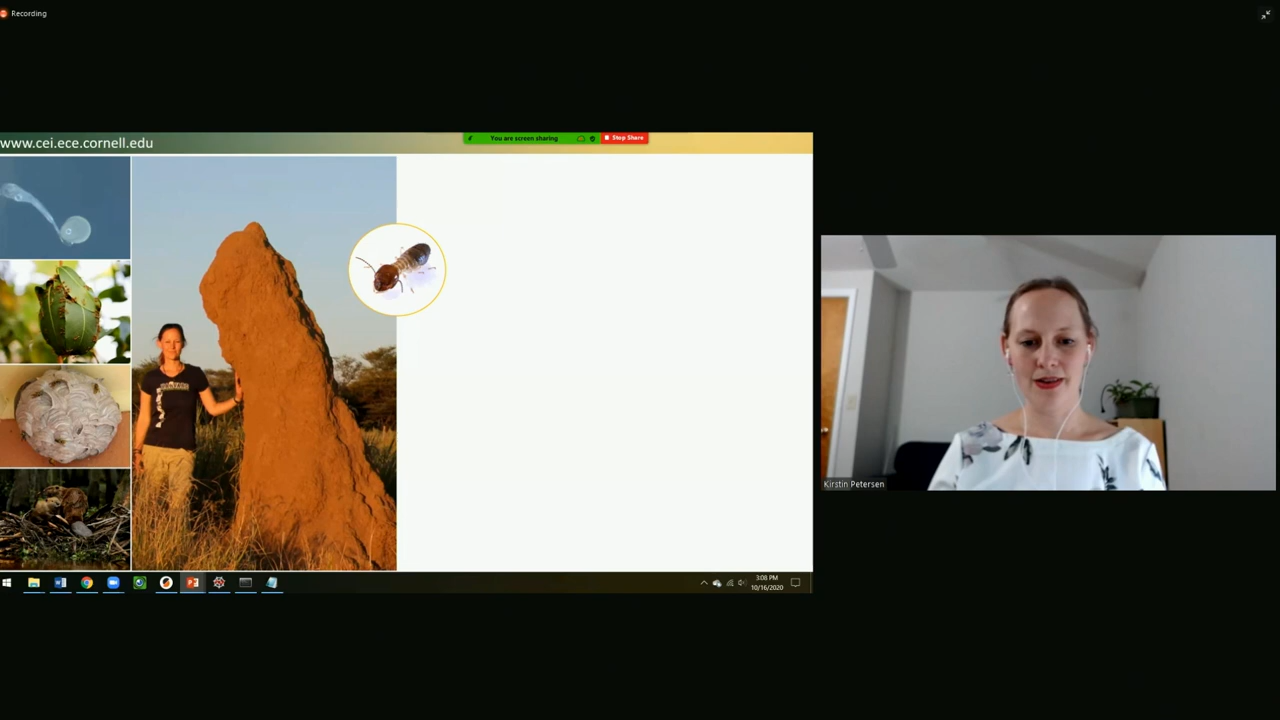 Recording
www.cei.ece.cornell.edu
You are screen sharing
Stop Share
Kirstin Petersen
3:08 PM
10/16/2020